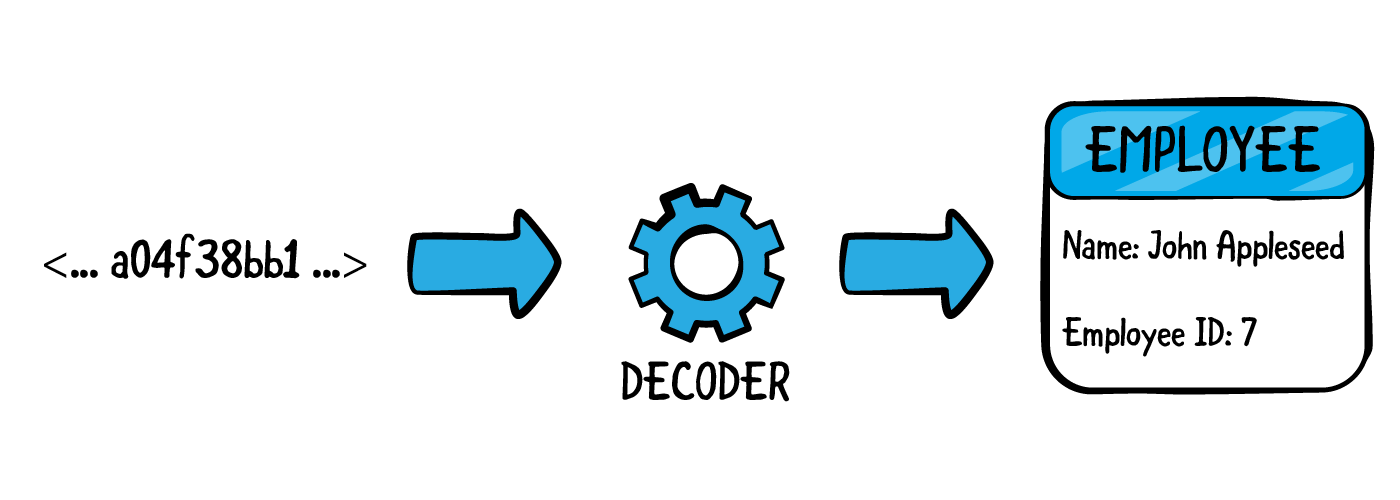 <... a04f38bb1 ...>
DECODER
EMPLOYEE
Name: John Appleseed
Employee ID: 7